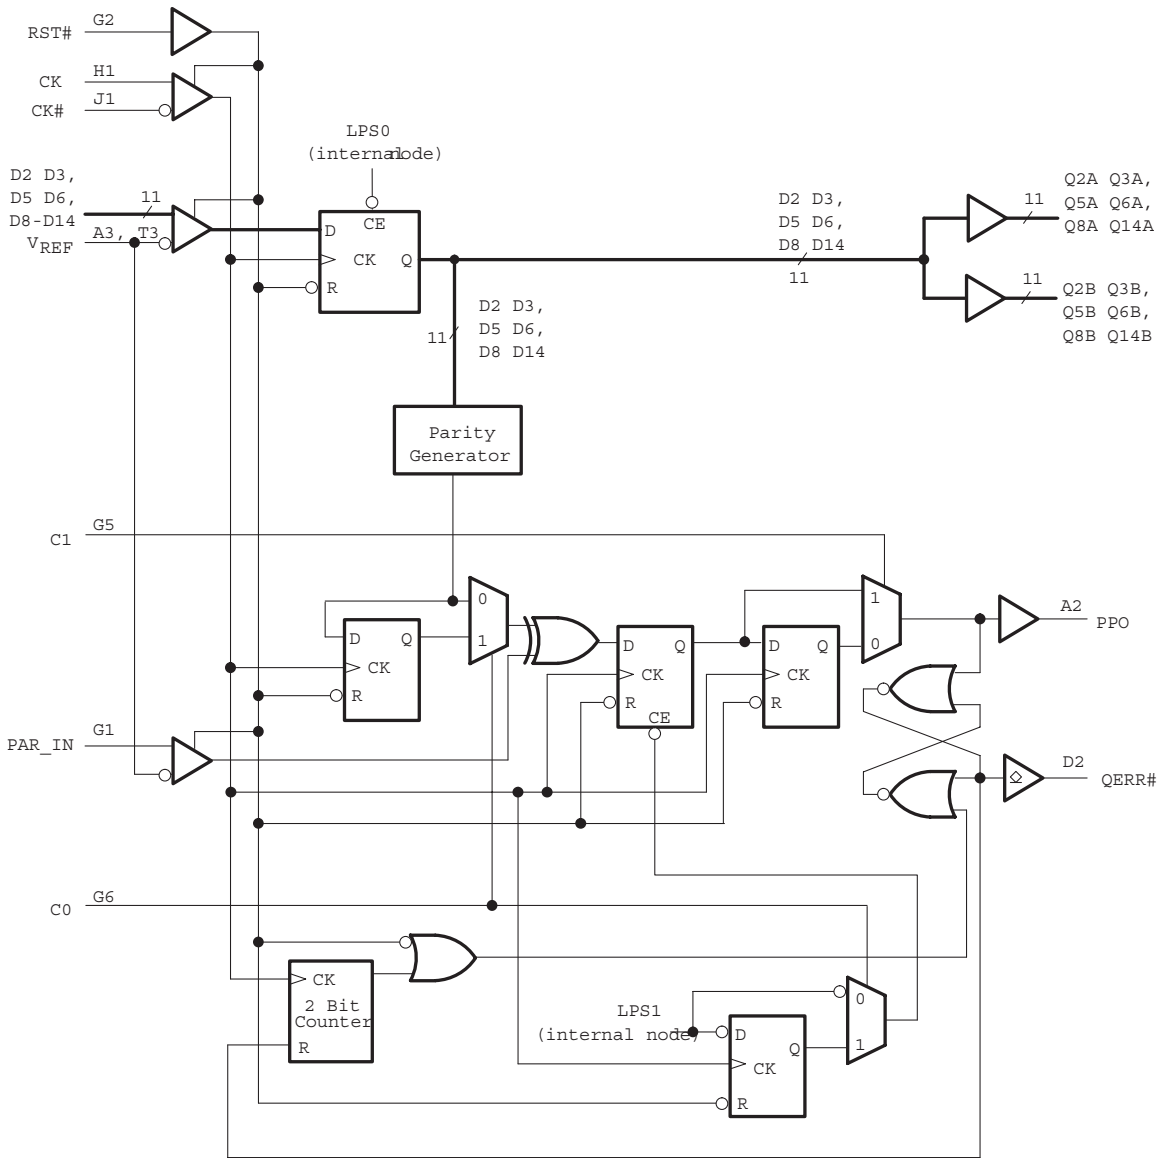 RST#
G2
CK
H1
CK#
J1
LPS0
(internal node)
D2 D3,
D5 D6,
D8-D14
11
VREF
A3, T3
D
CE
CK
Q
R
D2 D3,
D5 D6,
D8 D14
11
11
Q2A Q3A,
Q5A Q6A,
Q8A Q14A
11
Q2B Q3B,
Q5B Q6B,
Q8B Q14B
11
D2 D3,
D5 D6,
D8 D14
Parity
Generator
C1
G5
0
1
D
Q
CK
R
D
Q
CK
R
CE
D
Q
CK
R
1
0
A2
PPO
PAR_IN
G1
D2
QERR#
C0
G6
CK
2 Bit
Counter
R
LPS1
(internal node)
D
Q
CK
R
0
1